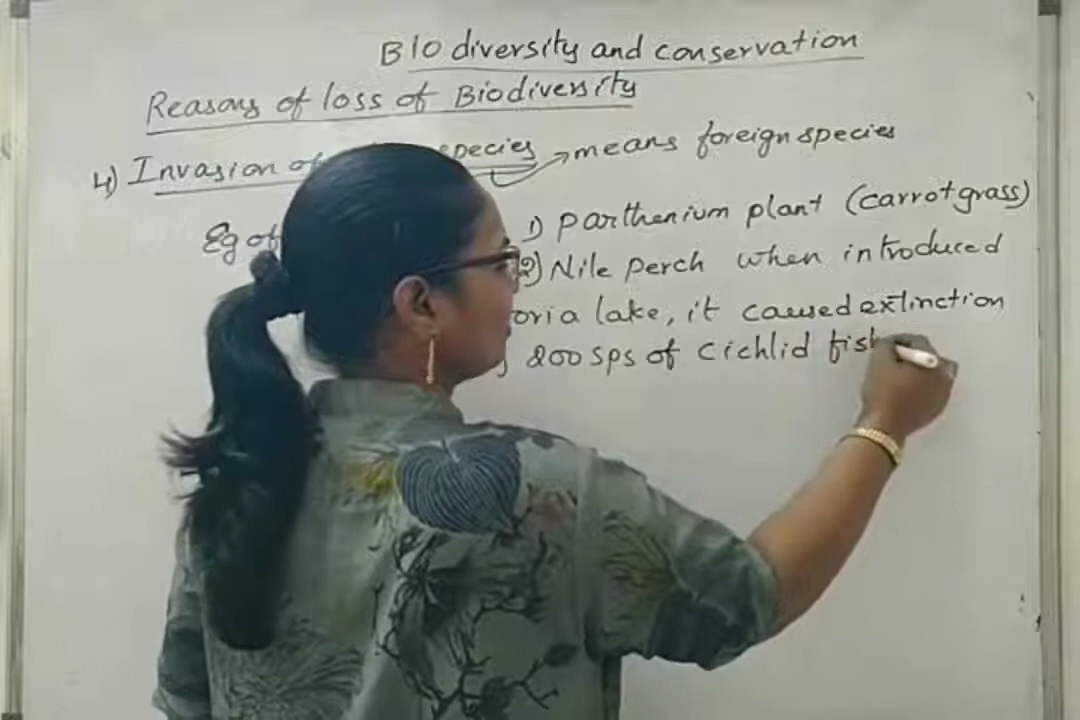 Biodiversity and conservation
Reasons of loss of Biodiversity
4) Invasion of species → means foreign species
Eg of 1) Parthenium plant (carrot grass)
2) Nile perch when introduced
oria lake, it caused extinction
200 sps of cichlid fish